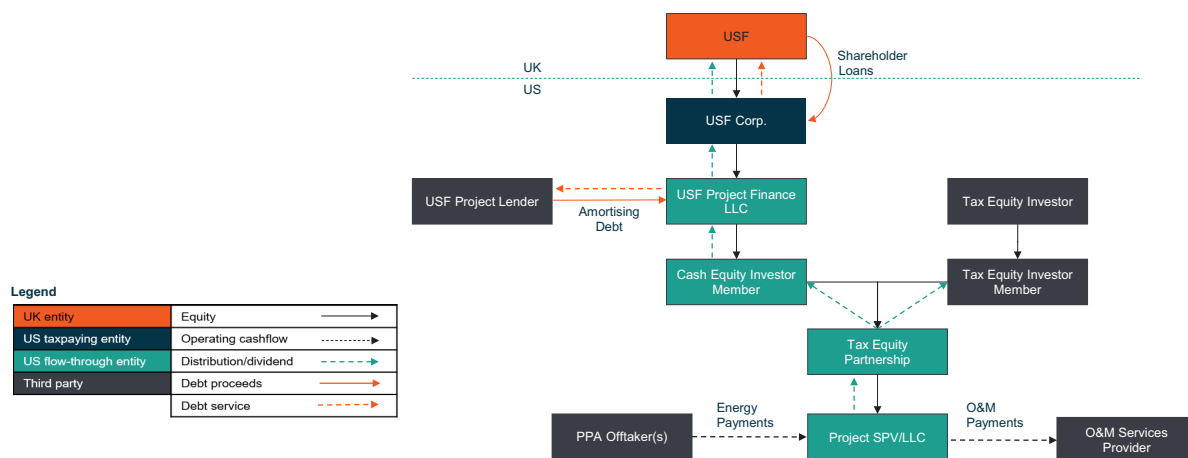 USF
Shareholder
Loans
UK
US
USF Corp.
USF Project Lender
Amortising
Debt
USF Project Finance
LLC
Tax Equity Investor
Cash Equity Investor
Member
Tax Equity Investor
Member
Legend
UK entity
Equity
US taxpaying entity
Operating cashflow
US flow-through entity
Distribution/dividend
Third party
Debt proceeds
Debt service
Tax Equity
Partnership
PPA Offtaker(s)
Energy
Payments
Project SPV/LLC
O&M
Payments
O&M Services
Provider